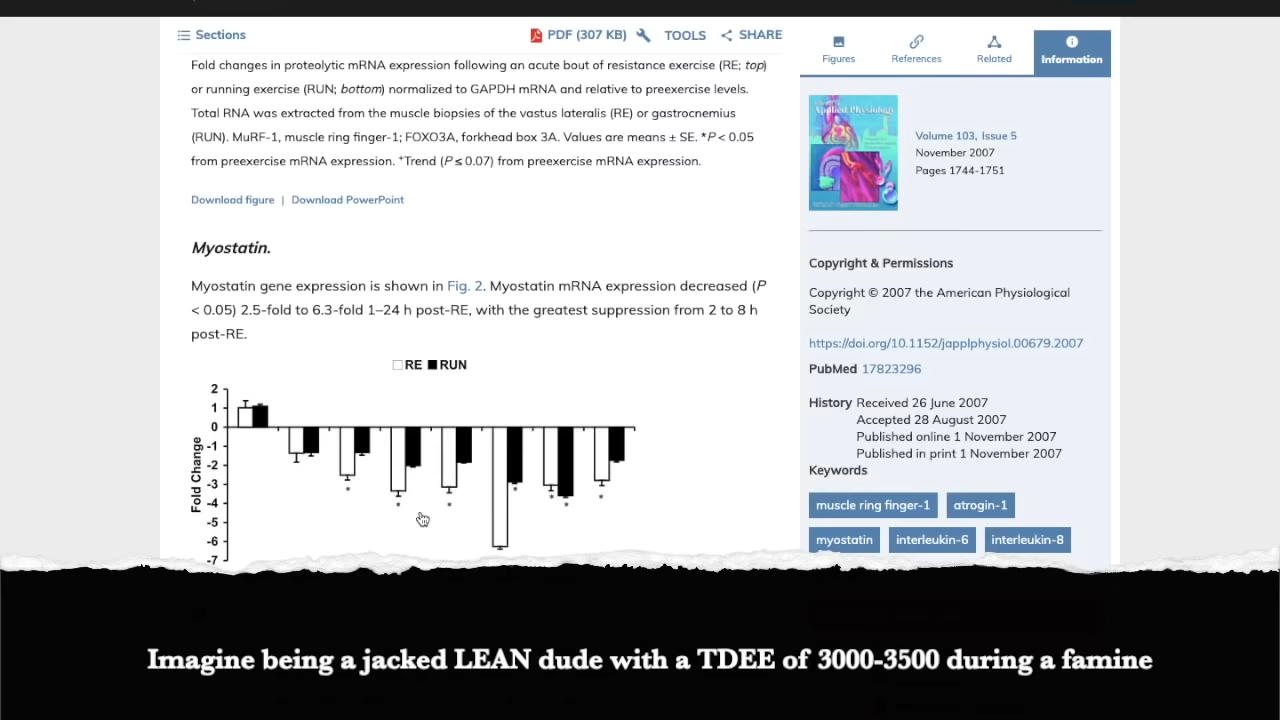 Sections
PDF (307 KB)
TOOLS
SHARE
Fold changes in proteolytic mRNA expression following an acute bout of resistance exercise (RE; top)
or running exercise (RUN; bottom) normalized to GAPDH mRNA and relative to preexercise levels.
Total RNA was extracted from the muscle biopsies of the vastus lateralis (RE) or gastrocnemius
(RUN). MuRF-1, muscle ring finger-1; FOXO3A, forkhead box 3A. Values are means ± SE. *P < 0.05
from preexercise mRNA expression. +Trend (P ≤ 0.07) from preexercise mRNA expression.
Download figure | Download PowerPoint
Myostatin.
Myostatin gene expression is shown in Fig. 2. Myostatin mRNA expression decreased (P
< 0.05) 2.5-fold to 6.3-fold 1–24 h post-RE, with the greatest suppression from 2 to 8 h
post-RE.
RE RUN
Fold Change
2
1
0
-1
-2
-3
-4
-5
-6
-7
* * * * * * *
Figures
References
Related
Information
Applied Physiology
Volume 103, Issue 5
November 2007
Pages 1744-1751
Copyright & Permissions
Copyright © 2007 the American Physiological
Society
https://doi.org/10.1152/japplphysiol.00679.2007
PubMed 17823296
History Received 26 June 2007
Accepted 28 August 2007
Published online 1 November 2007
Published in print 1 November 2007
Keywords
muscle ring finger-1
atrogin-1
myostatin
interleukin-6
interleukin-8
Imagine being a jacked LEAN dude with a TDEE of 3000-3500 during a famine